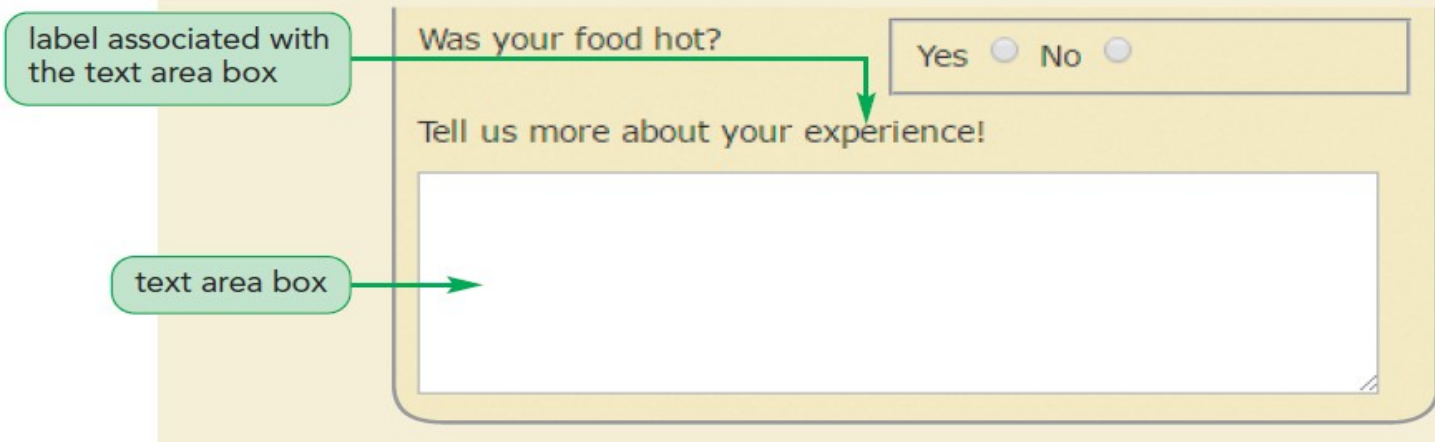 label associated with
the text area box
Was your food hot?
Yes No
Tell us more about your experience!
text area box